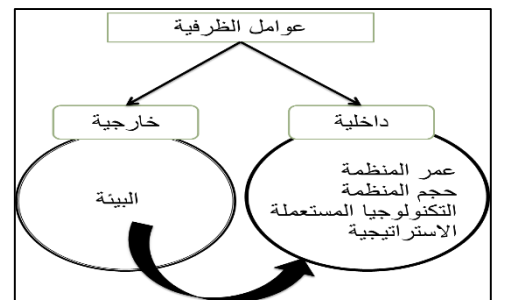 عوامل الظرفية
داخلية
خارجية
عمر المنظمة
حجم المنظمة
التكنولوجيا المستعملة
الاستراتيجية
البيئة